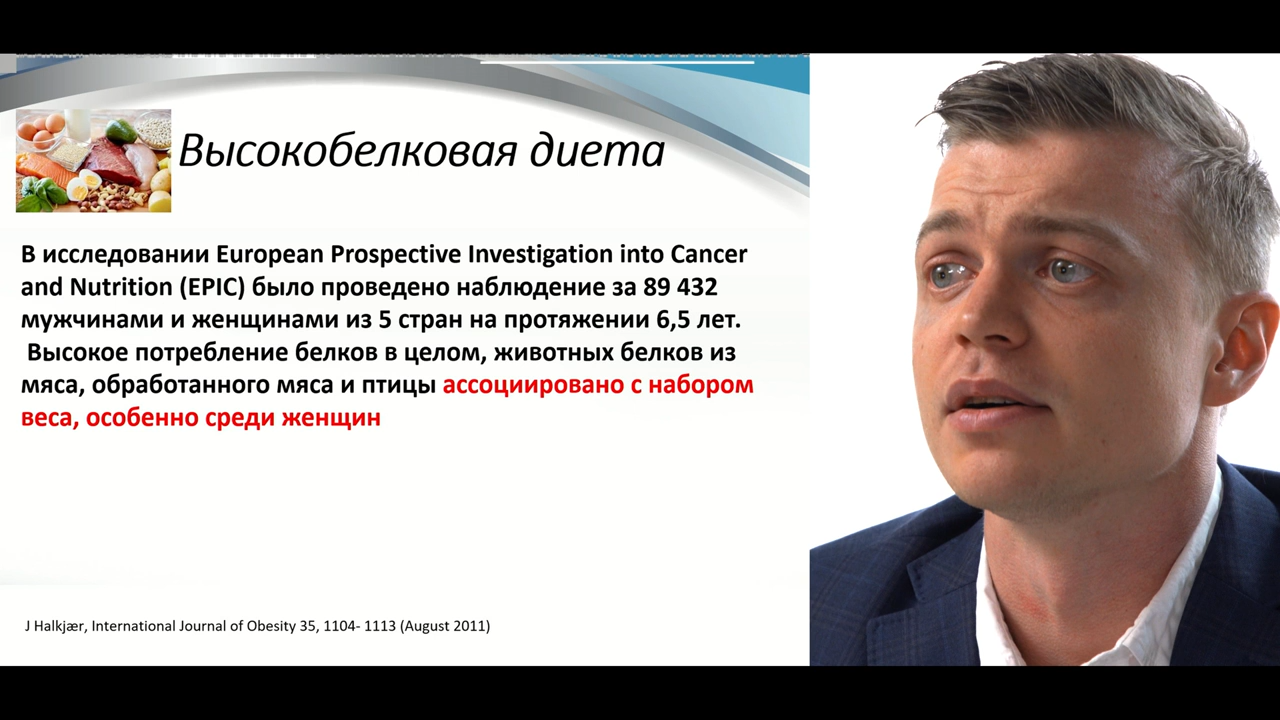 Высокобелковая диета
В исследовании European Prospective Investigation into Cancer
and Nutrition (EPIC) было проведено наблюдение за 89 432
мужчинами и женщинами из 5 стран на протяжении 6,5 лет.
Высокое потребление белков в целом, животных белков из
мяса, обработанного мяса и птицы ассоциировано с набором
веса, особенно среди женщин
J Halkjær, International Journal of Obesity 35, 1104- 1113 (August 2011)